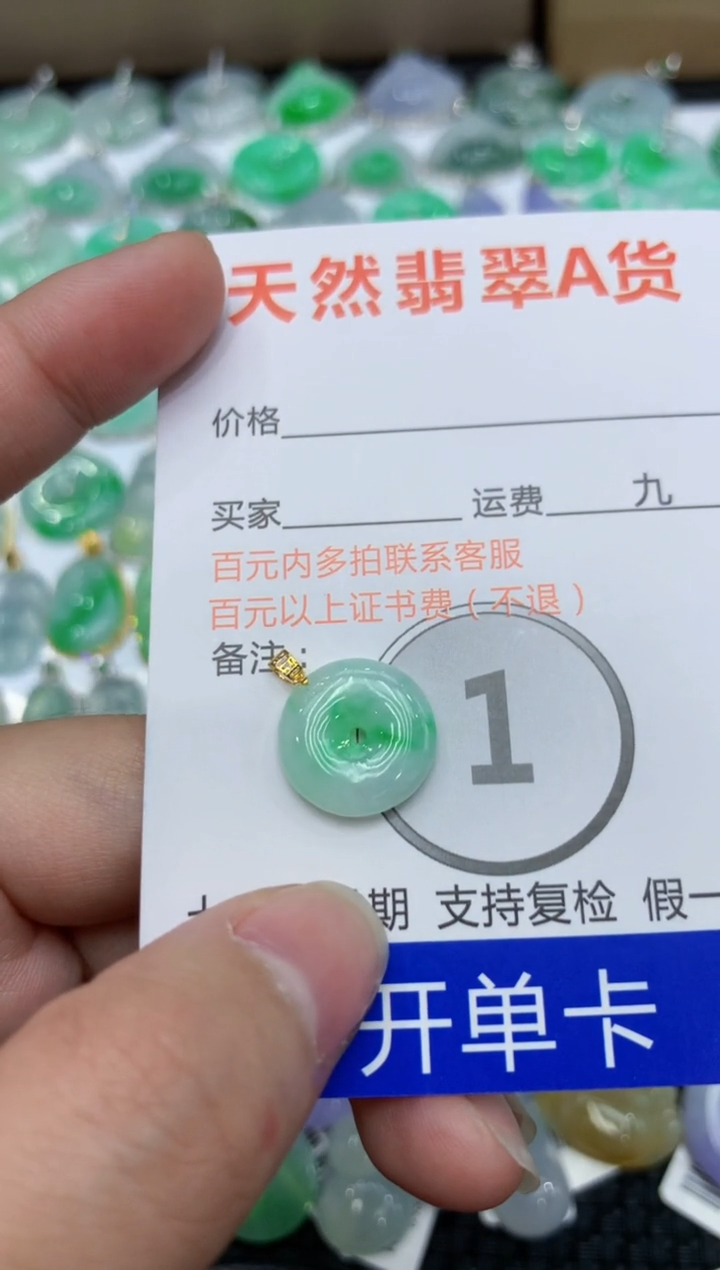 天然翡翠A货
价格
买家 运费 九
百元内多拍联系客服
百元以上证书费(不退)
备注:
1
期 支持复检 假一
开单卡